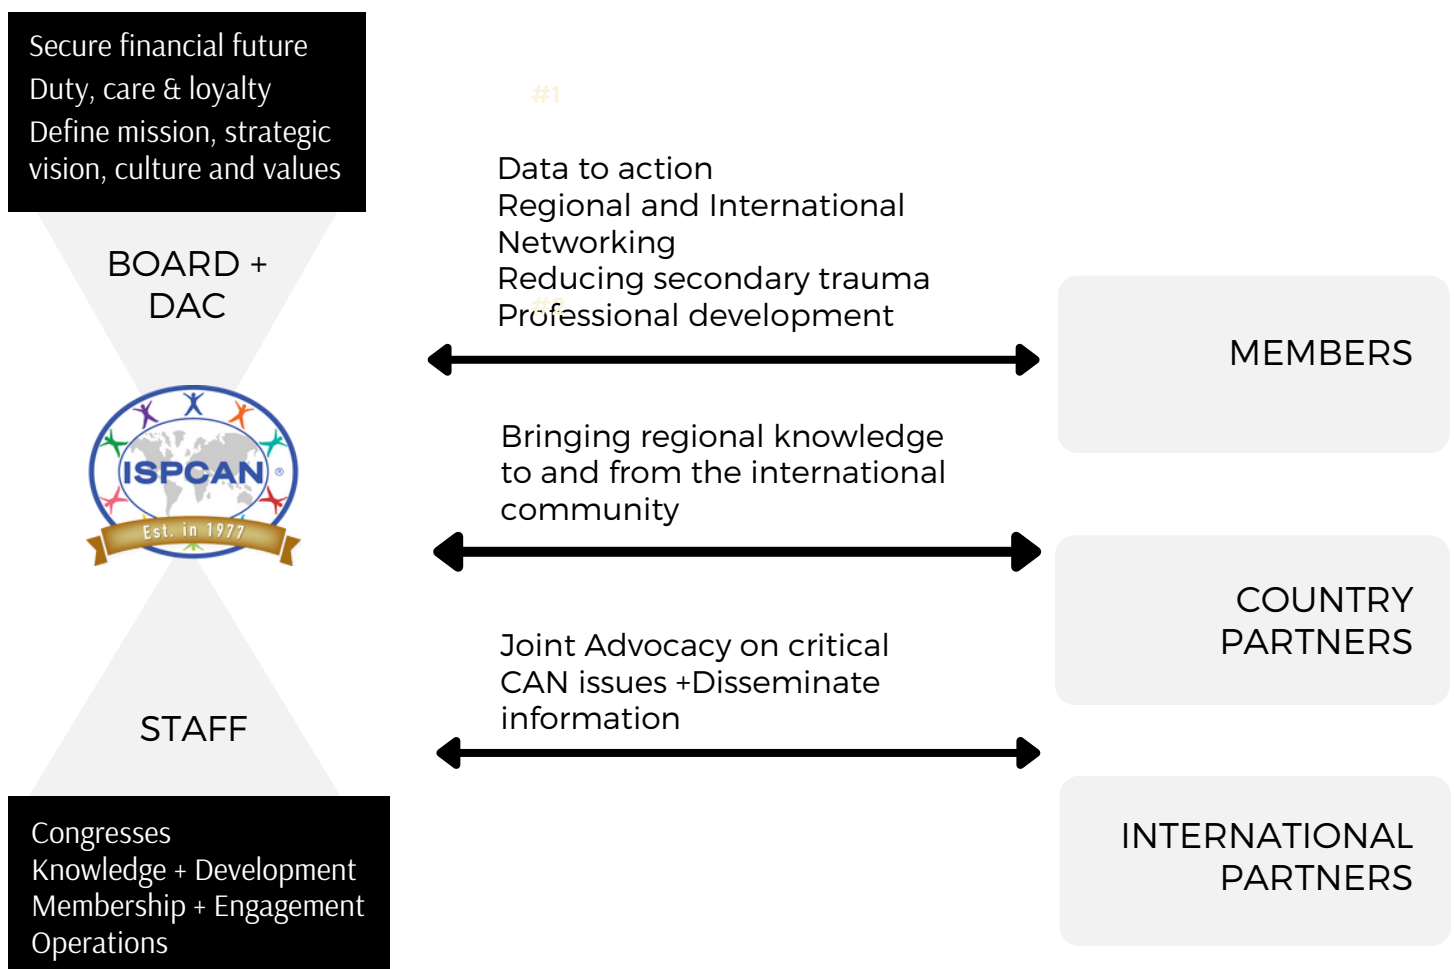 Secure financial future
Duty, care & loyalty
Define mission, strategic
vision, culture and values
BOARD +
DAC
ISPCAN ®
Est. in 1977
STAFF
Congresses
Knowledge + Development
Membership + Engagement
Operations
#1
Data to action
Regional and International
Networking
Reducing secondary trauma
#2
Professional development
Bringing regional knowledge
to and from the international
community
Joint Advocacy on critical
CAN issues +Disseminate
information
MEMBERS
COUNTRY
PARTNERS
INTERNATIONAL
PARTNERS